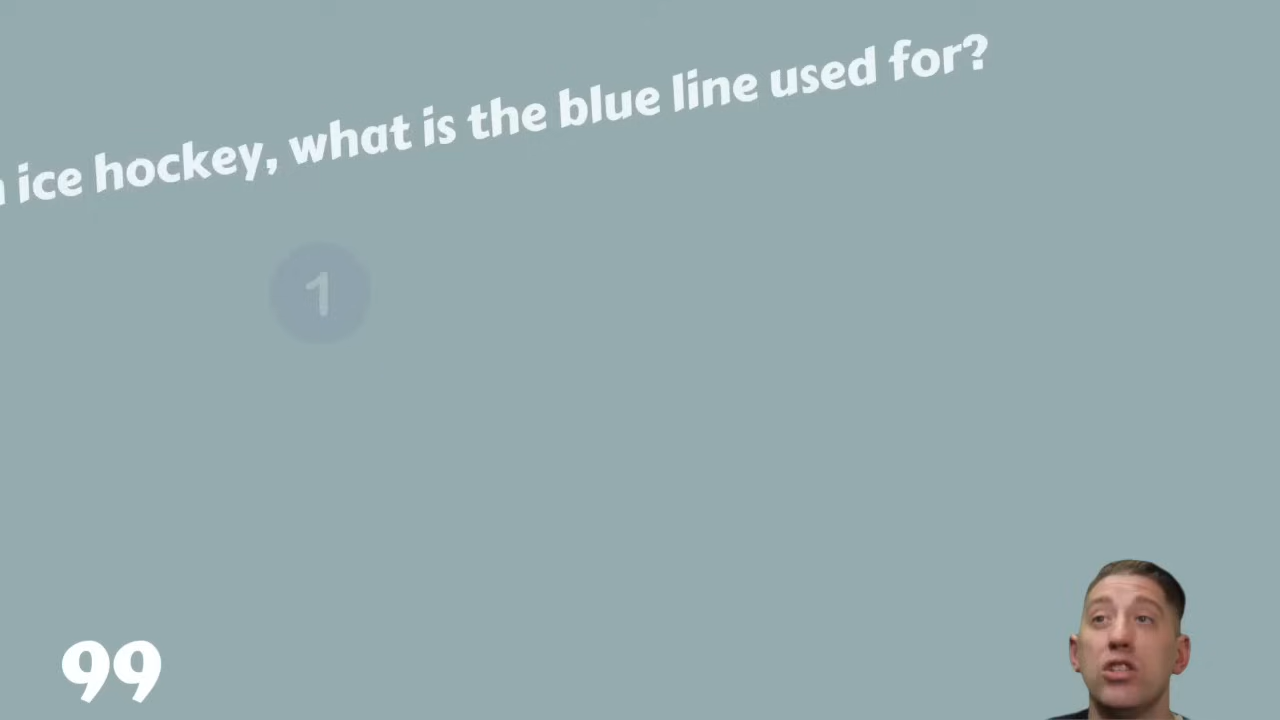 ice hockey, what is the blue line used for?
1
99